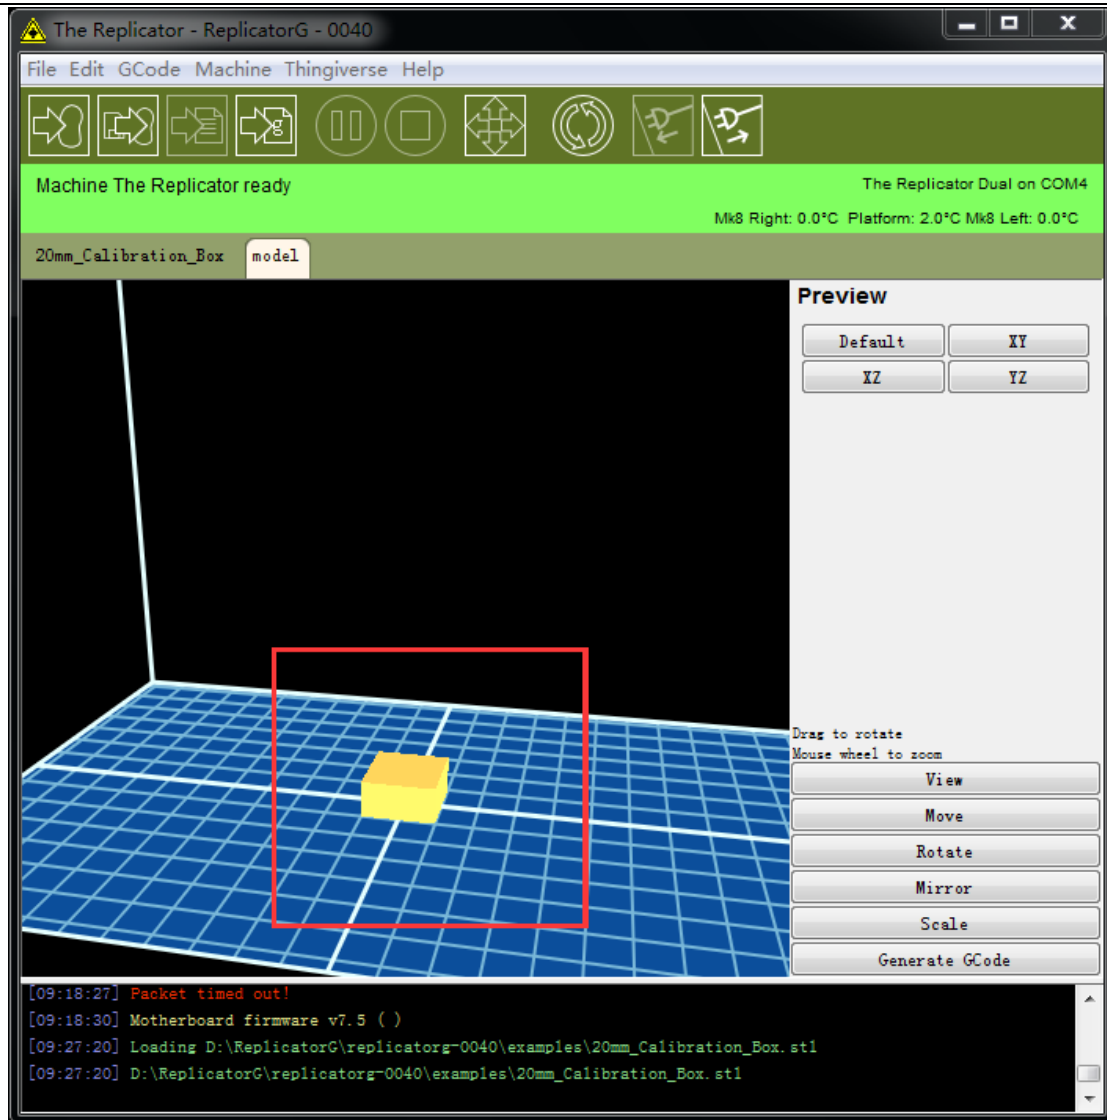 The Replicator - ReplicatorG - 0040
File Edit GCode Machine Thingiverse Help
Machine The Replicator ready
The Replicator Dual on COM4
Mk8 Right: 0.0°C Platform: 2.0°C Mk8 Left: 0.0°C
20mm_Calibration_Box model
Preview
Default XY
XZ YZ
Drag to rotate
Mouse wheel to zoom
View
Move
Rotate
Mirror
Scale
Generate GCode
[09:18:27] Packet timed out!
[09:18:30] Motherboard firmware v7.5 ( )
[09:27:20] Loading D:\ReplicatorG\replicatorg-0040\examples\20mm_Calibration_Box.stl
[09:27:20] D:\ReplicatorG\replicatorg-0040\examples\20mm_Calibration_Box.stl